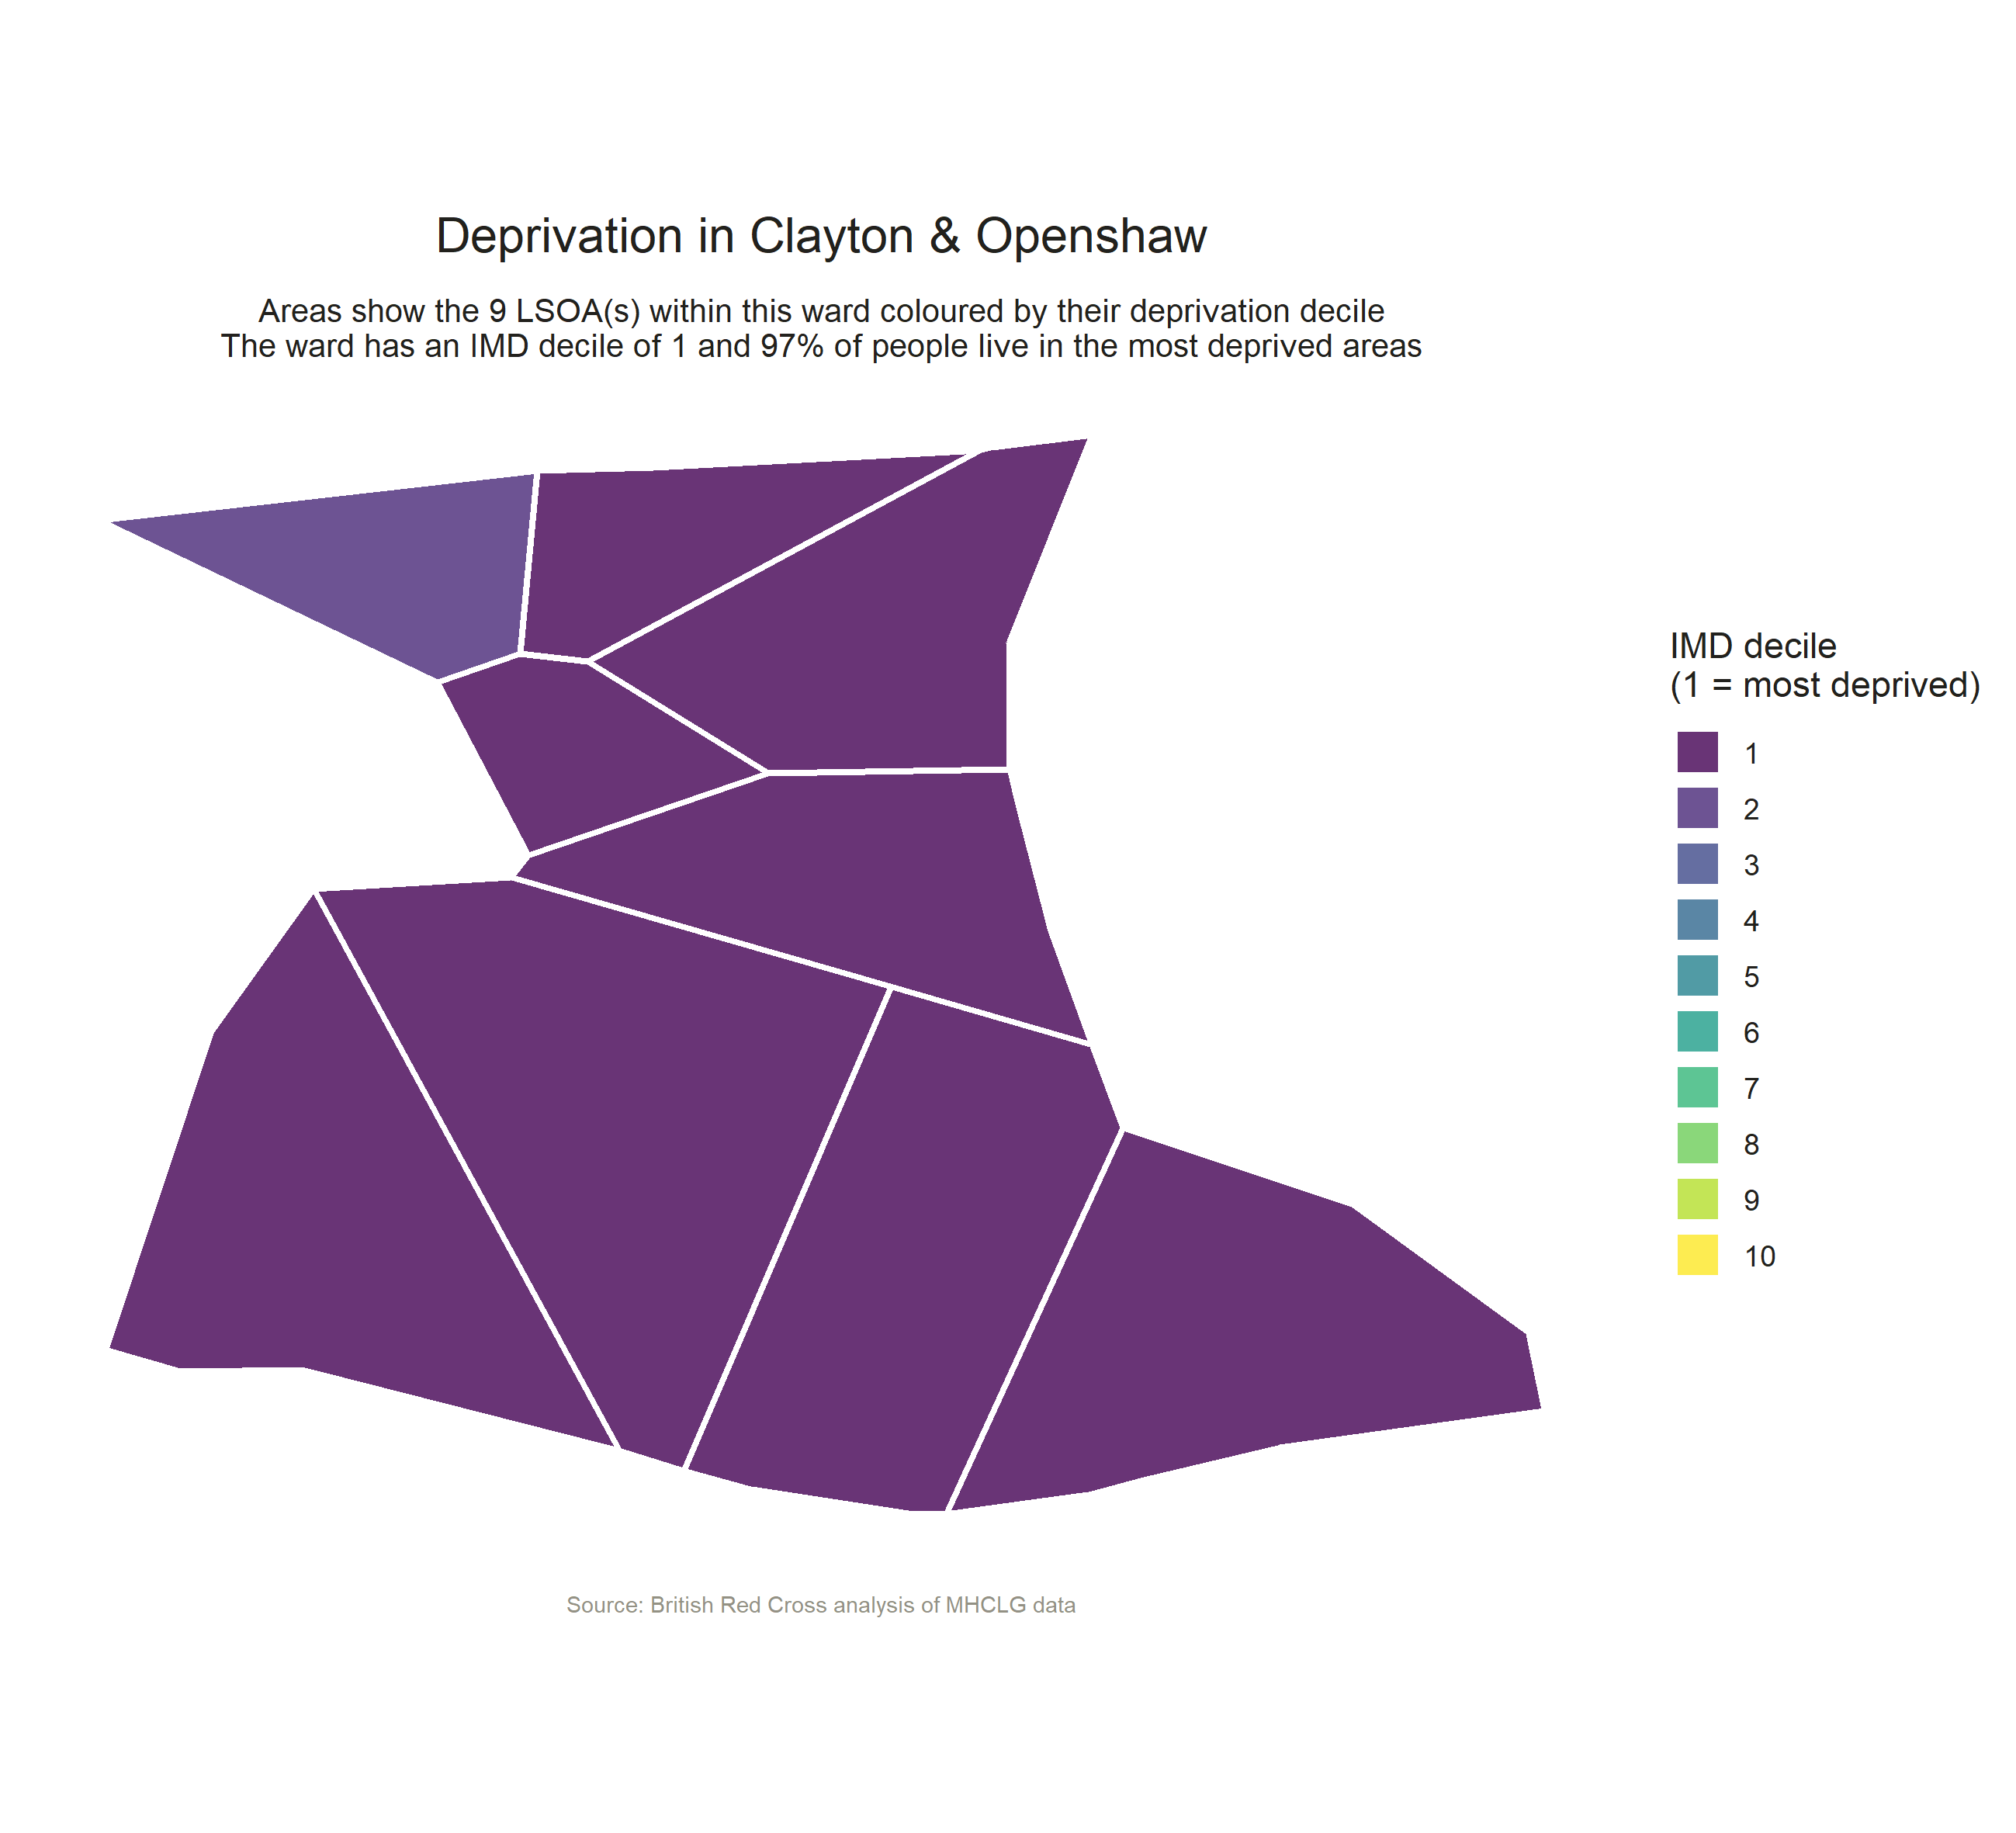 Deprivation in Clayton & Openshaw
Areas show the 9 LSOA(s) within this ward coloured by their deprivation decile
The ward has an IMD decile of 1 and 97% of people live in the most deprived areas
IMD decile
(1 = most deprived)
1
2
3
4
5
6
7
8
9
10
Source: British Red Cross analysis of MHCLG data